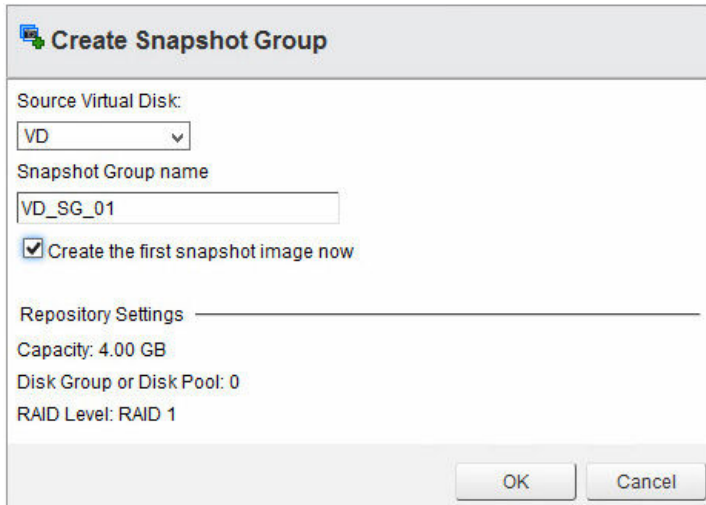 Create Snapshot Group
Source Virtual Disk:
VD
Snapshot Group name
VD_SG_01
Create the first snapshot image now
Repository Settings
Capacity: 4.00 GB
Disk Group or Disk Pool: 0
RAID Level: RAID 1
OK Cancel